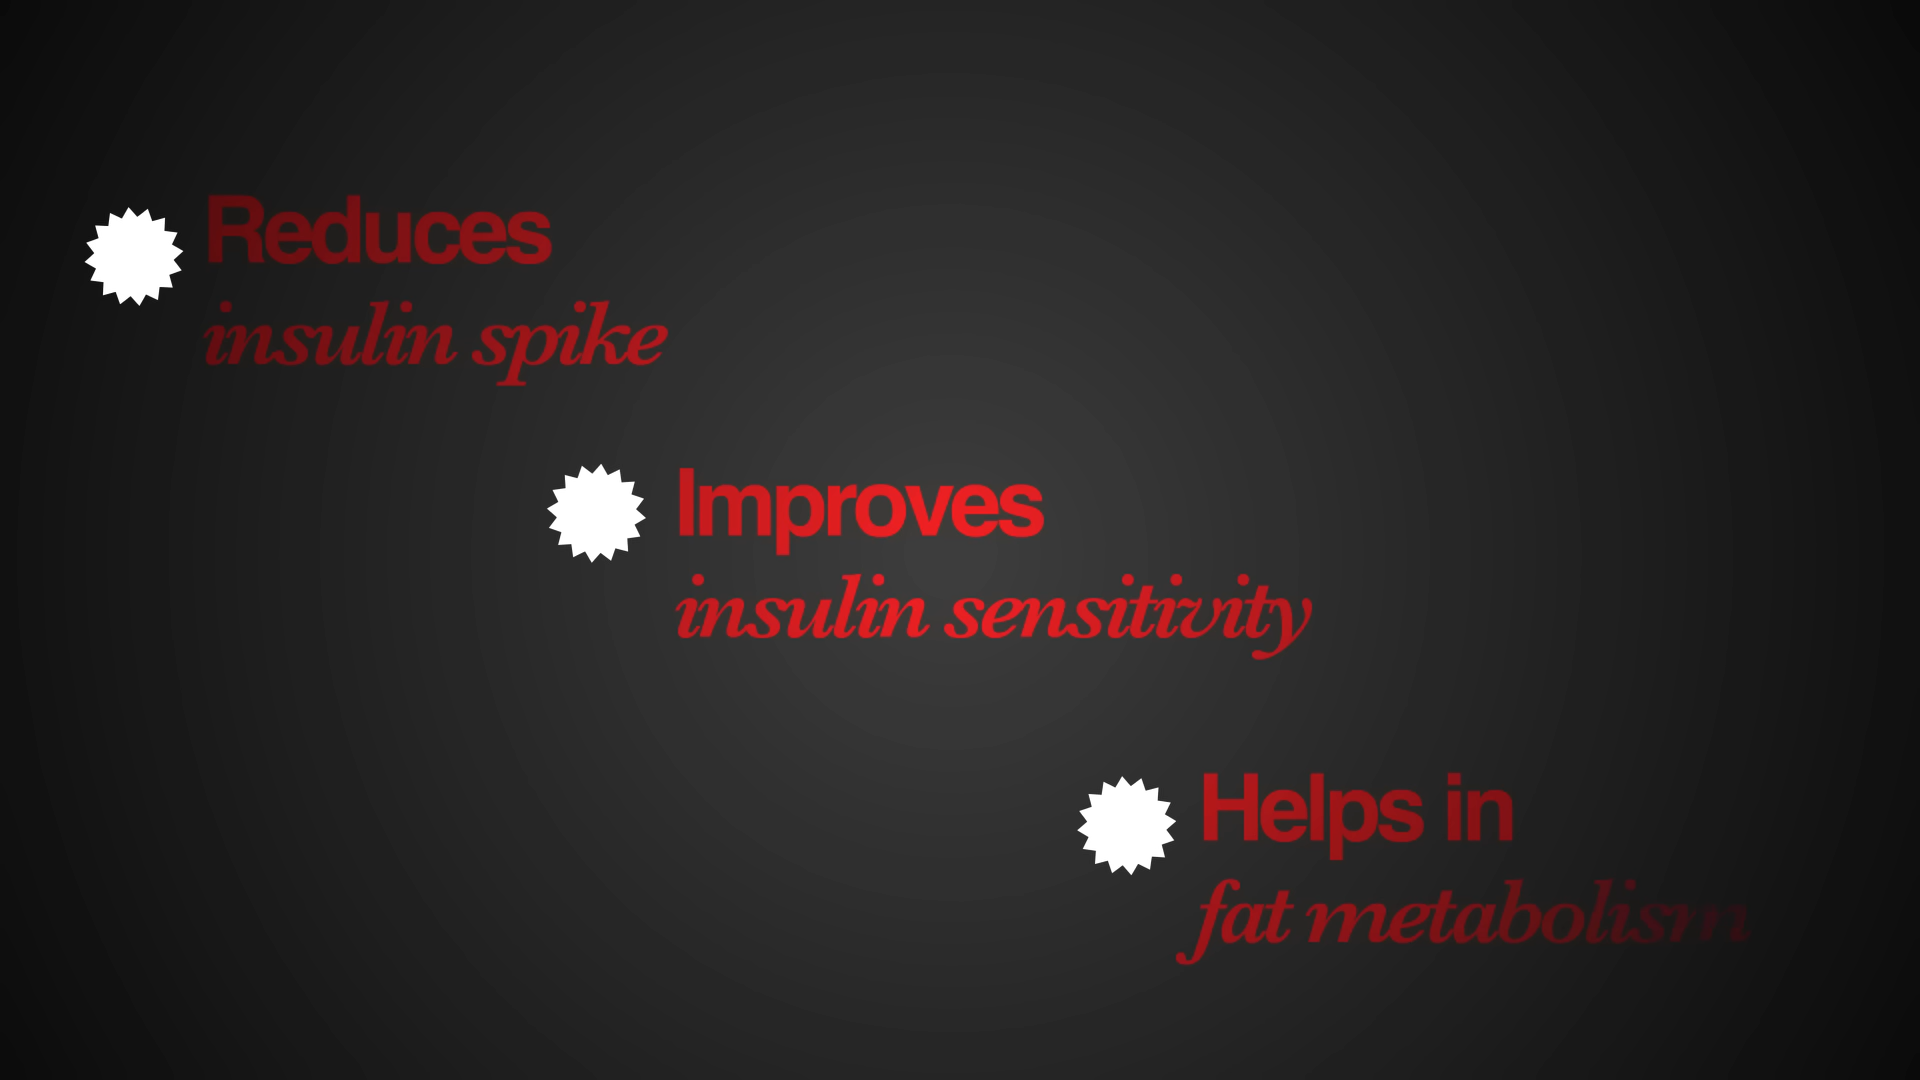 Reduces
insulin spike
Improves
insulin sensitivity
Helps in
fat metabolism